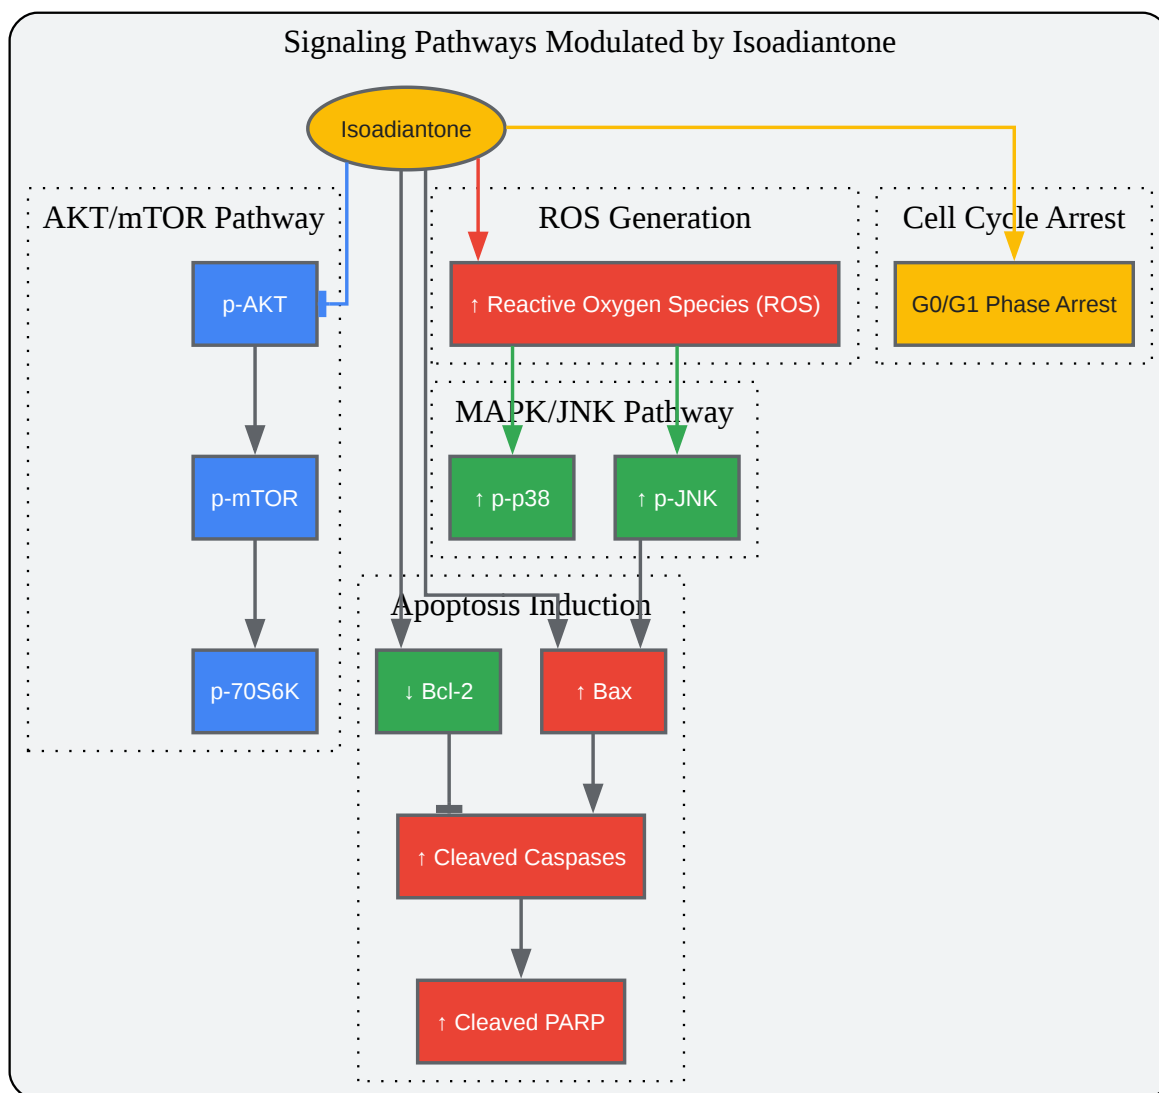 Signaling Pathways Modulated by Isoadiantone
Isoadiantone
AKT/mTOR Pathway
ROS Generation
Cell Cycle Arrest
p-AKT
↑ Reactive Oxygen Species (ROS)
G0/G1 Phase Arrest
MAPK/JNK Pathway
p-mTOR
↑ p-p38
↑ p-JNK
Apoptosis Induction
p-70S6K
↓ Bcl-2
↑ Bax
↑ Cleaved Caspases
↑ Cleaved PARP